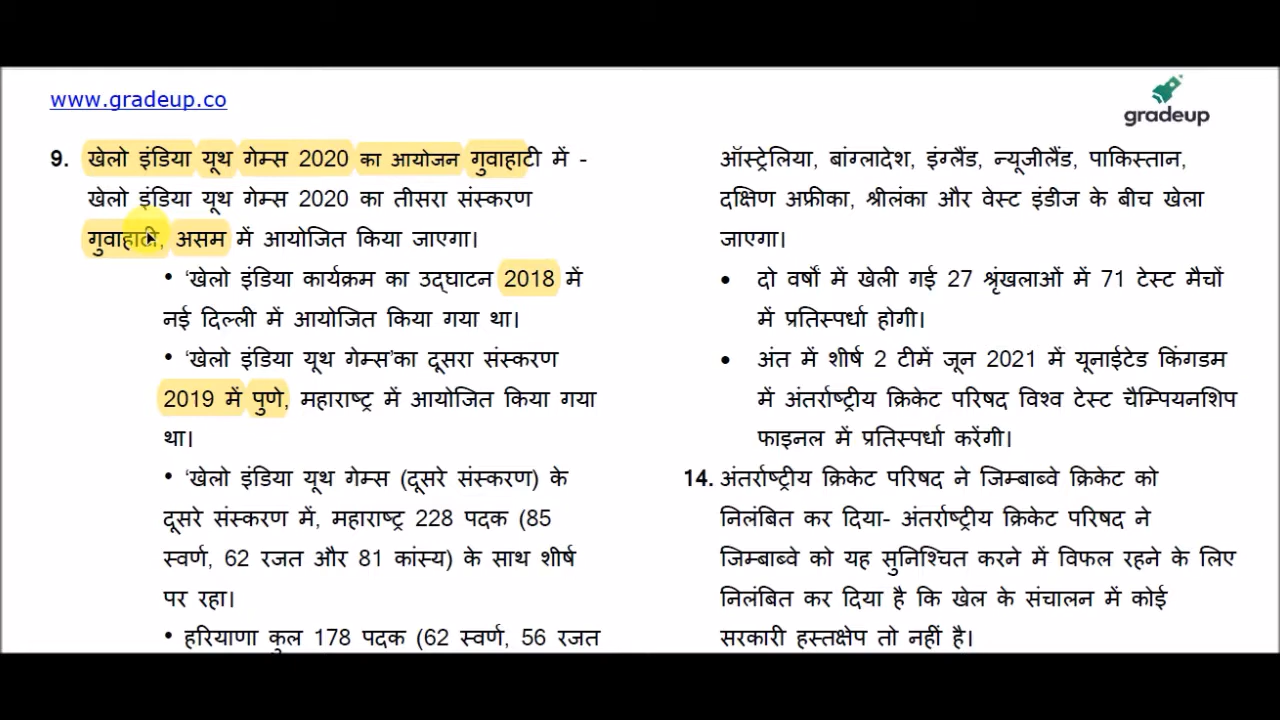 www.gradeup.co
gradeup
9. खेलो इंडिया यूथ गेम्स 2020 का आयोजन गुवाहाटी में -
खेलो इंडिया यूथ गेम्स 2020 का तीसरा संस्करण
गुवाहाटी, असम में आयोजित किया जाएगा।
• 'खेलो इंडिया कार्यक्रम का उद्घाटन 2018 में
नई दिल्ली में आयोजित किया गया था।
• 'खेलो इंडिया यूथ गेम्स'का दूसरा संस्करण
2019 में पुणे, महाराष्ट्र में आयोजित किया गया
था।
• 'खेलो इंडिया यूथ गेम्स (दूसरे संस्करण) के
दूसरे संस्करण में, महाराष्ट्र 228 पदक (85
स्वर्ण, 62 रजत और 81 कांस्य) के साथ शीर्ष
पर रहा।
• हरियाणा कुल 178 पदक (62 स्वर्ण, 56 रजत
ऑस्ट्रेलिया, बांग्लादेश, इंग्लैंड, न्यूजीलैंड, पाकिस्तान,
दक्षिण अफ्रीका, श्रीलंका और वेस्ट इंडीज के बीच खेला
जाएगा।
• दो वर्षों में खेली गई 27 श्रृंखलाओं में 71 टेस्ट मैचों
में प्रतिस्पर्धा होगी।
• अंत में शीर्ष 2 टीमें जून 2021 में यूनाईटेड किंगडम
में अंतर्राष्ट्रीय क्रिकेट परिषद विश्व टेस्ट चैम्पियनशिप
फाइनल में प्रतिस्पर्धा करेंगी।
14. अंतर्राष्ट्रीय क्रिकेट परिषद ने जिम्बाब्वे क्रिकेट को
निलंबित कर दिया- अंतर्राष्ट्रीय क्रिकेट परिषद ने
जिम्बाब्वे को यह सुनिश्चित करने में विफल रहने के लिए
निलंबित कर दिया है कि खेल के संचालन में कोई
सरकारी हस्तक्षेप तो नहीं है।